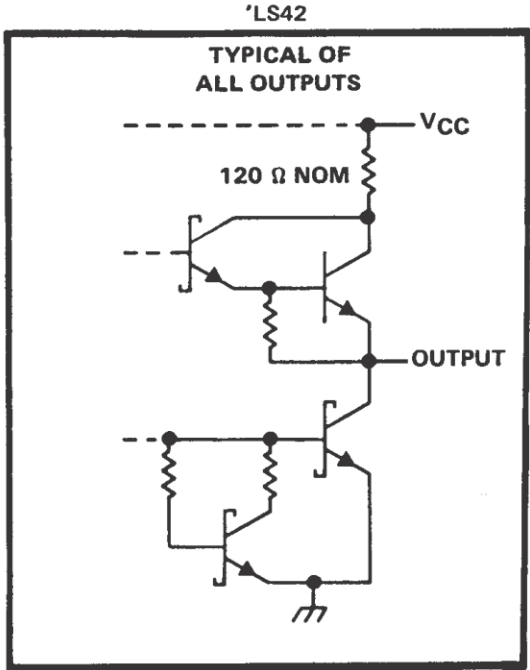 'LS42
TYPICAL OF
ALL OUTPUTS
VCC
120 Ω NOM
OUTPUT